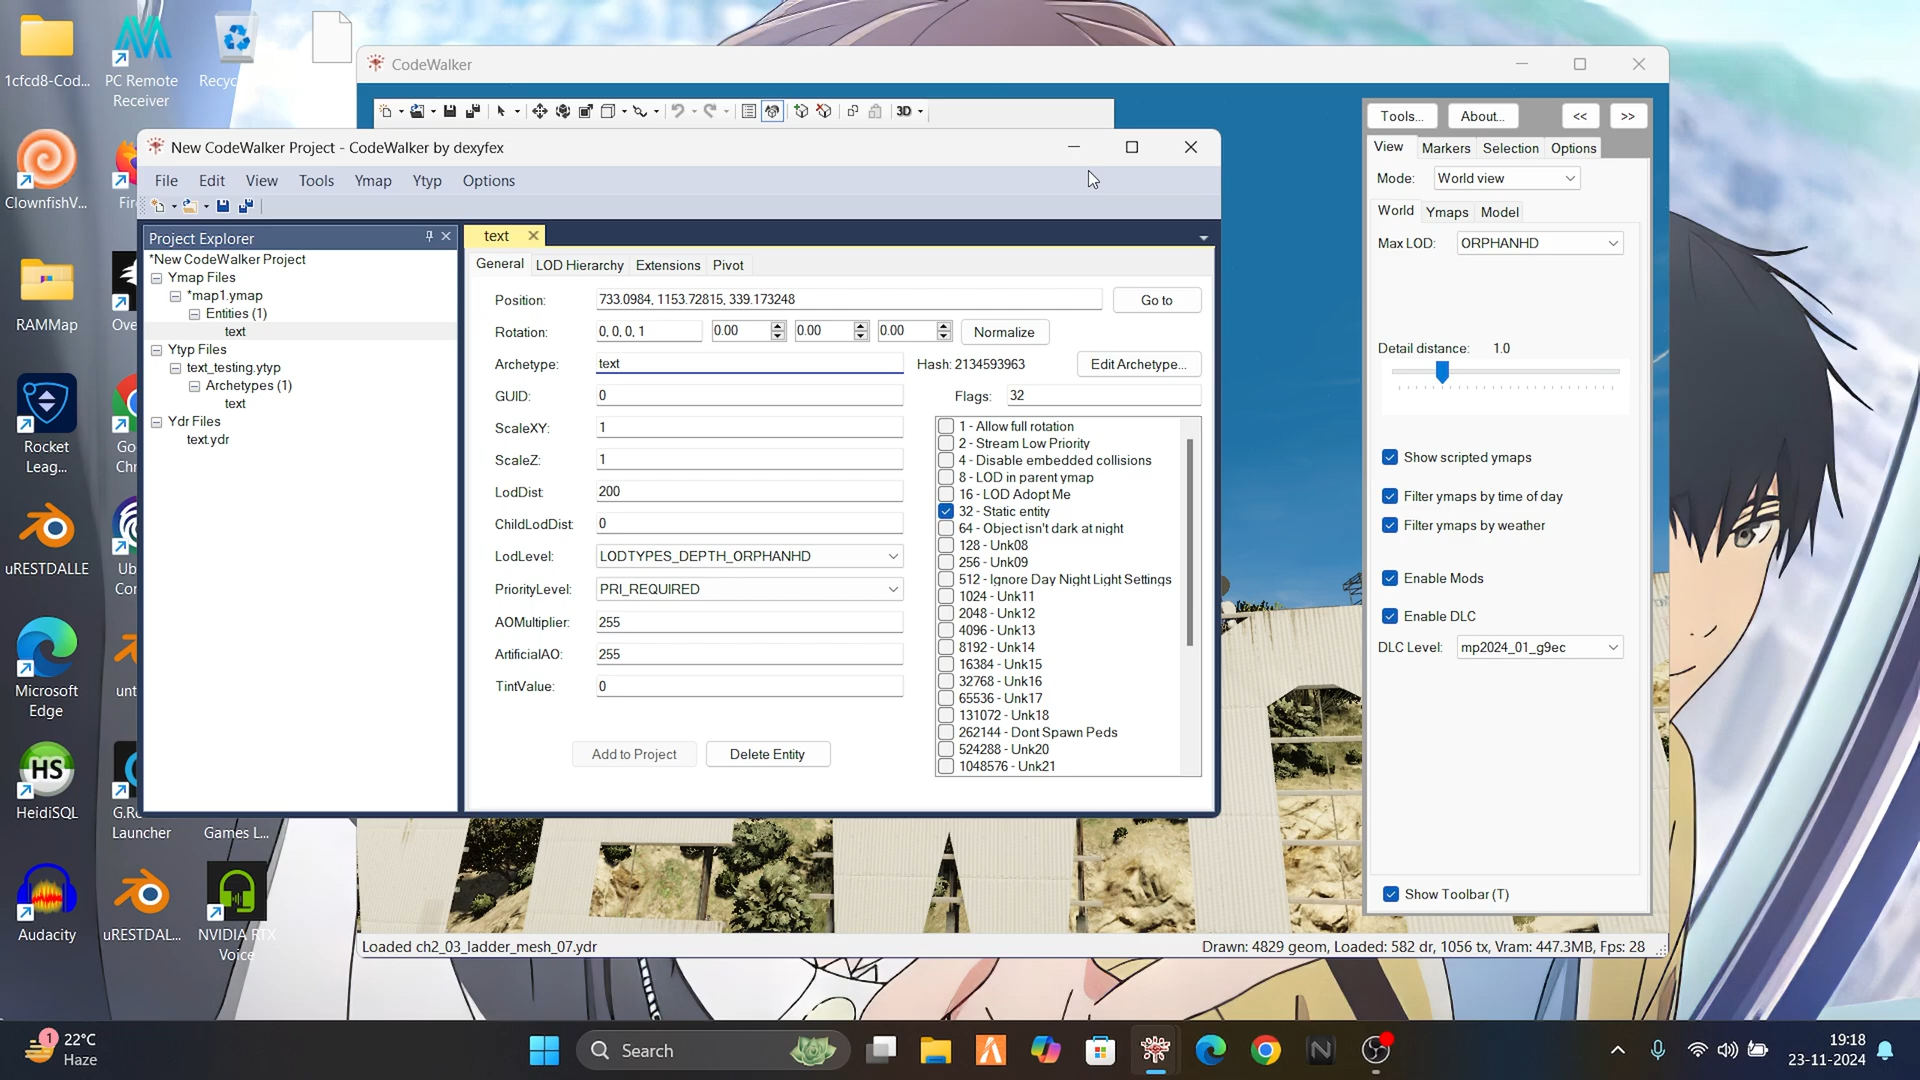 1cfcd8-Cod...
PC Remote
Receiver
Recyc
ClownfishV...
Fir
RAMMap
Ove
Rocket
Leag...
Go
Ch
uRESTDALLE
Ub
Con
Microsoft
Edge
unt
HS
HeidiSQL
G.R
Launcher
Games L...
Audacity
uRESTDAL...
NVIDIA RTX
Voice
CodeWalker
3D
New CodeWalker Project - CodeWalker by dexyfex
File Edit View Tools Ymap Ytyp Options
Project Explorer
*New CodeWalker Project
Ymap Files
*map1.ymap
Entities (1)
text
Ytyp Files
text_testing.ytyp
Archetypes (1)
text
Ydr Files
text.ydr
text
General LOD Hierarchy Extensions Pivot
Position: 733.0984, 1153.72815, 339.173248 Go to
Rotation: 0, 0, 0, 1 0.00 0.00 0.00 Normalize
Archetype: text Hash: 2134593963 Edit Archetype...
GUID: 0 Flags: 32
ScaleXY: 1
ScaleZ: 1
LodDist: 200
ChildLodDist: 0
LodLevel: LODTYPES_DEPTH_ORPHANHD
PriorityLevel: PRI_REQUIRED
AOMultiplier: 255
ArtificialAO: 255
TintValue: 0
Add to Project Delete Entity
1 - Allow full rotation
2 - Stream Low Priority
4 - Disable embedded collisions
8 - LOD in parent ymap
16 - LOD Adopt Me
32 - Static entity
64 - Object isn't dark at night
128 - Unk08
256 - Unk09
512 - Ignore Day Night Light Settings
1024 - Unk11
2048 - Unk12
4096 - Unk13
8192 - Unk14
16384 - Unk15
32768 - Unk16
65536 - Unk17
131072 - Unk18
262144 - Dont Spawn Peds
524288 - Unk20
1048576 - Unk21
Tools... About... << >>
View Markers Selection Options
Mode: World view
World Ymaps Model
Max LOD: ORPHANHD
Detail distance: 1.0
Show scripted ymaps
Filter ymaps by time of day
Filter ymaps by weather
Enable Mods
Enable DLC
DLC Level: mp2024_01_g9ec
Show Toolbar (T)
Loaded ch2_03_ladder_mesh_07.ydr
Drawn: 4829 geom, Loaded: 582 dr, 1056 tx, Vram: 447.3MB, Fps: 28
1
22°C
Haze
Search
19:18
23-11-2024